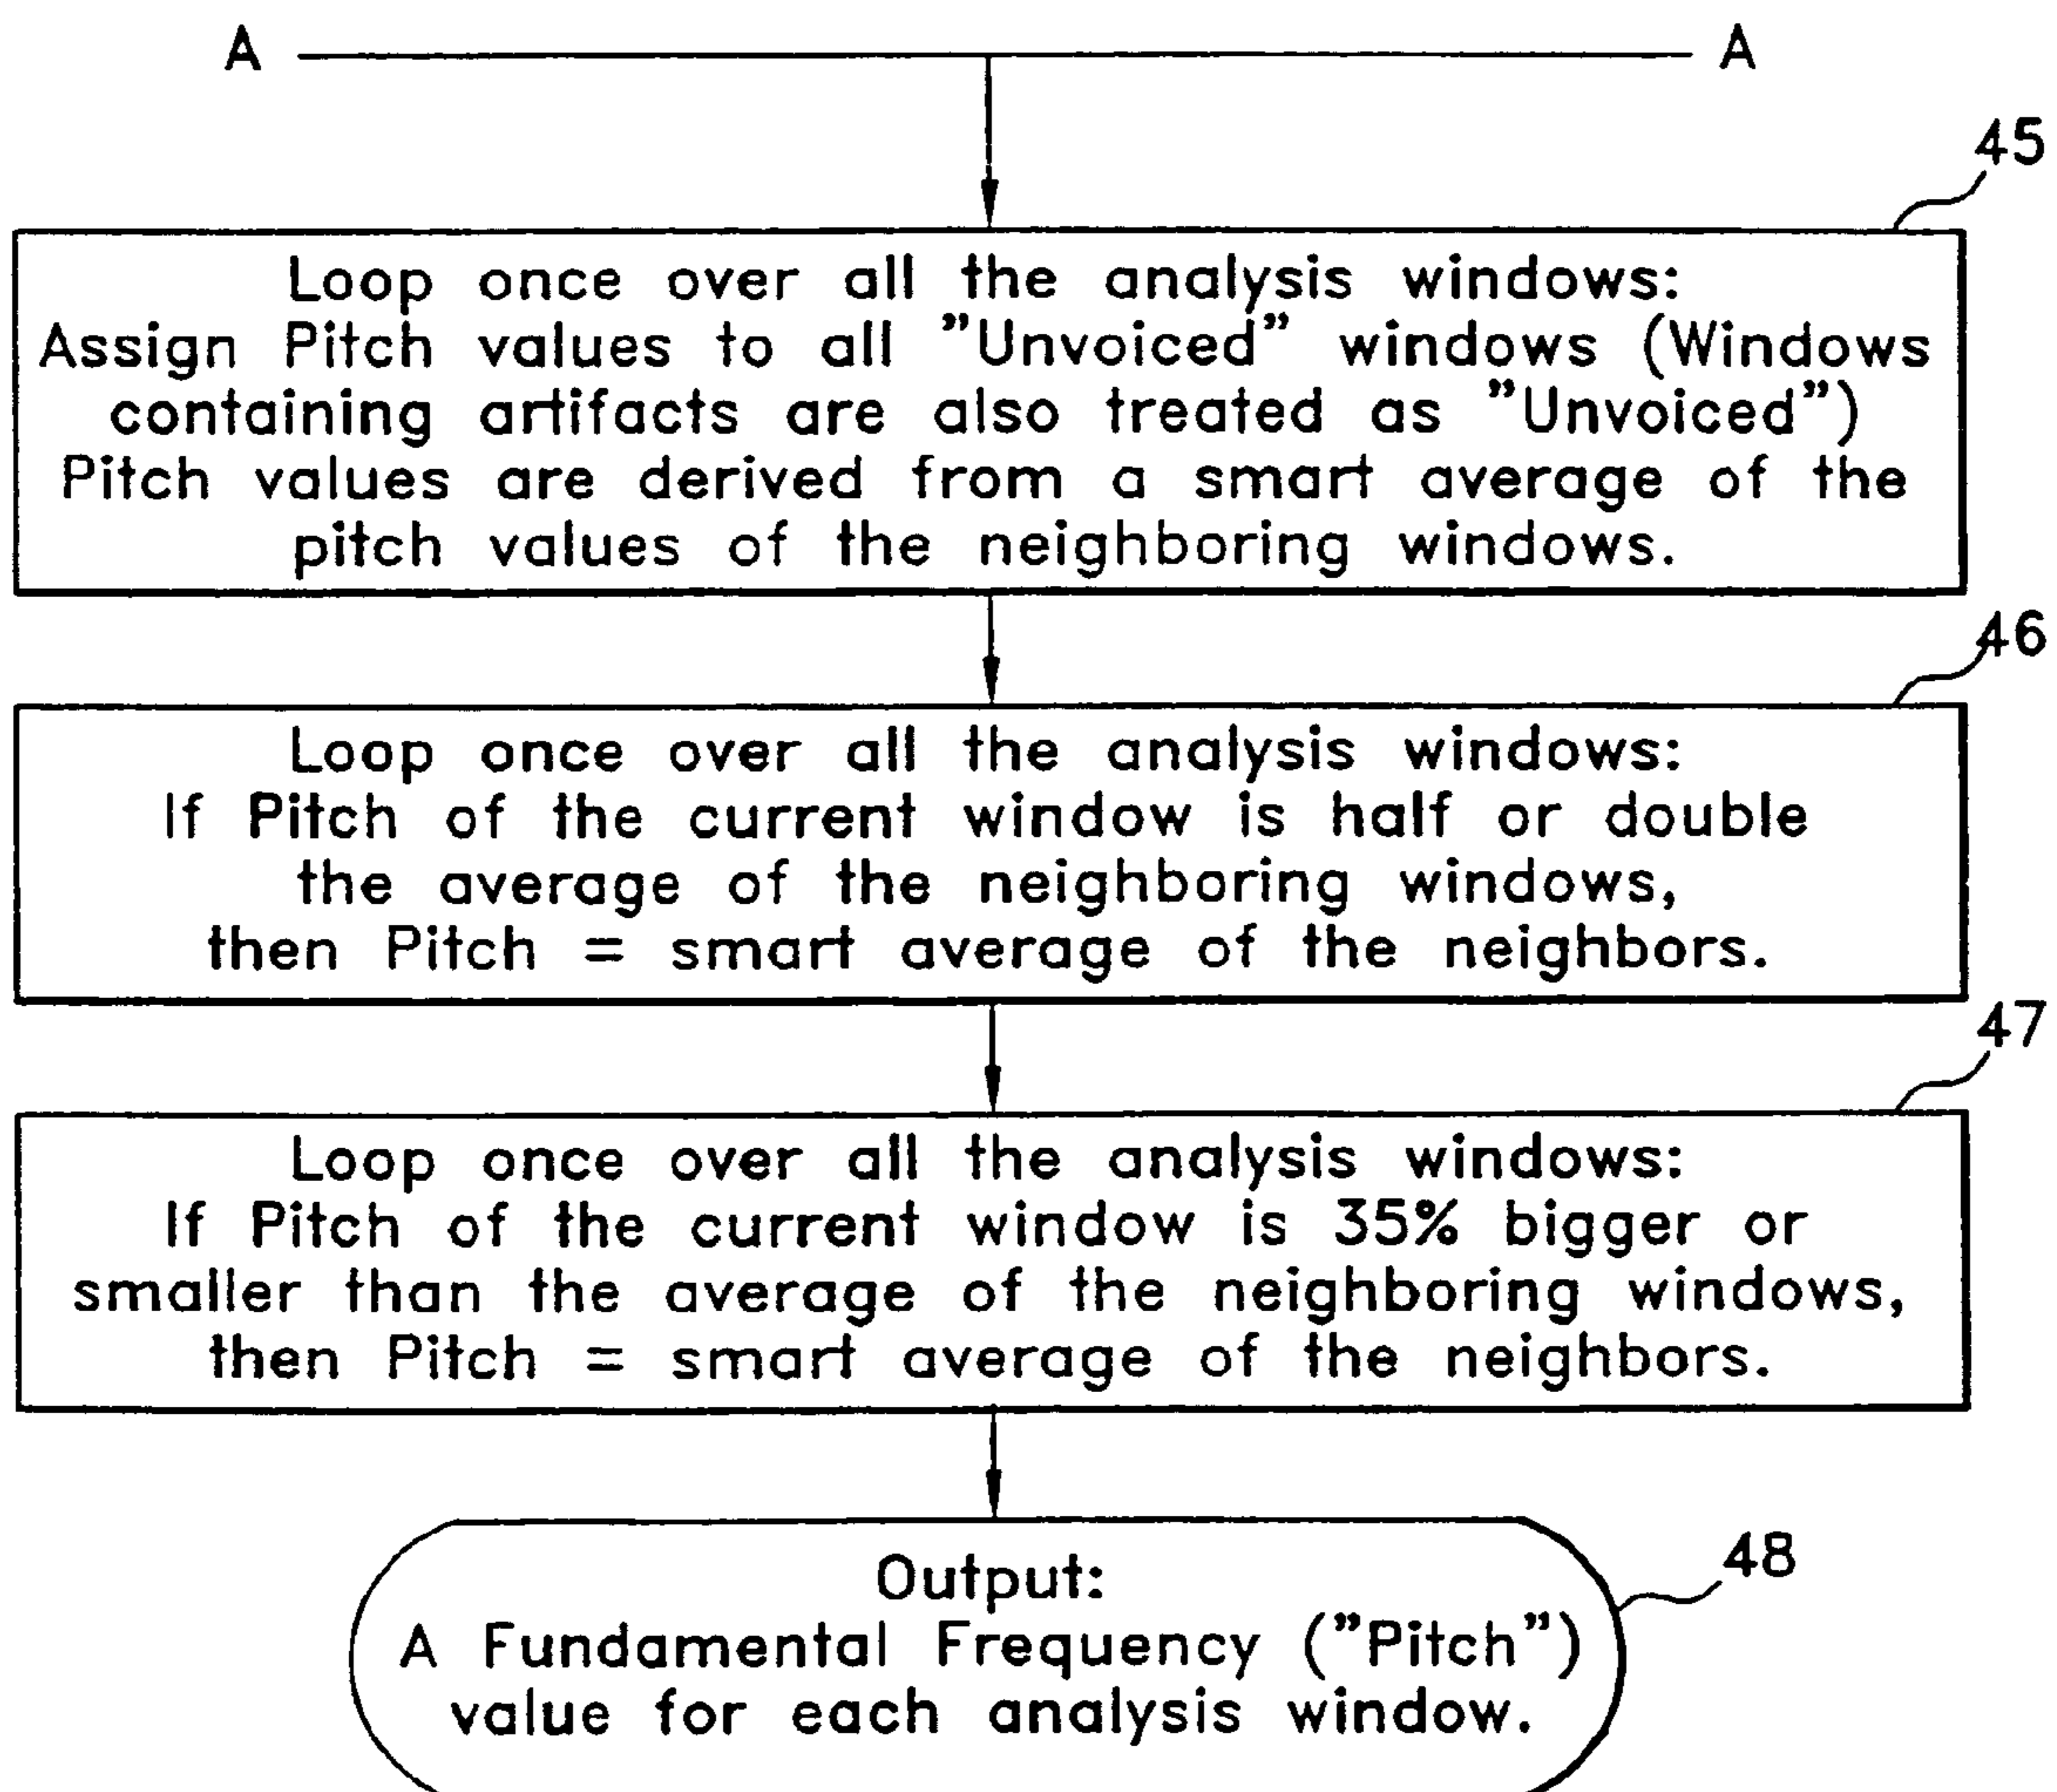 A A
45
Loop once over all the analysis windows:
Assign Pitch values to all "Unvoiced" windows (Windows
containing artifacts are also treated as "Unvoiced")
Pitch values are derived from a smart average of the
pitch values of the neighboring windows.
46
Loop once over all the analysis windows:
If Pitch of the current window is half or double
the average of the neighboring windows,
then Pitch = smart average of the neighbors.
47
Loop once over all the analysis windows:
If Pitch of the current window is 35% bigger or
smaller than the average of the neighboring windows,
then Pitch = smart average of the neighbors.
48
Output:
A Fundamental Frequency ("Pitch")
value for each analysis window.